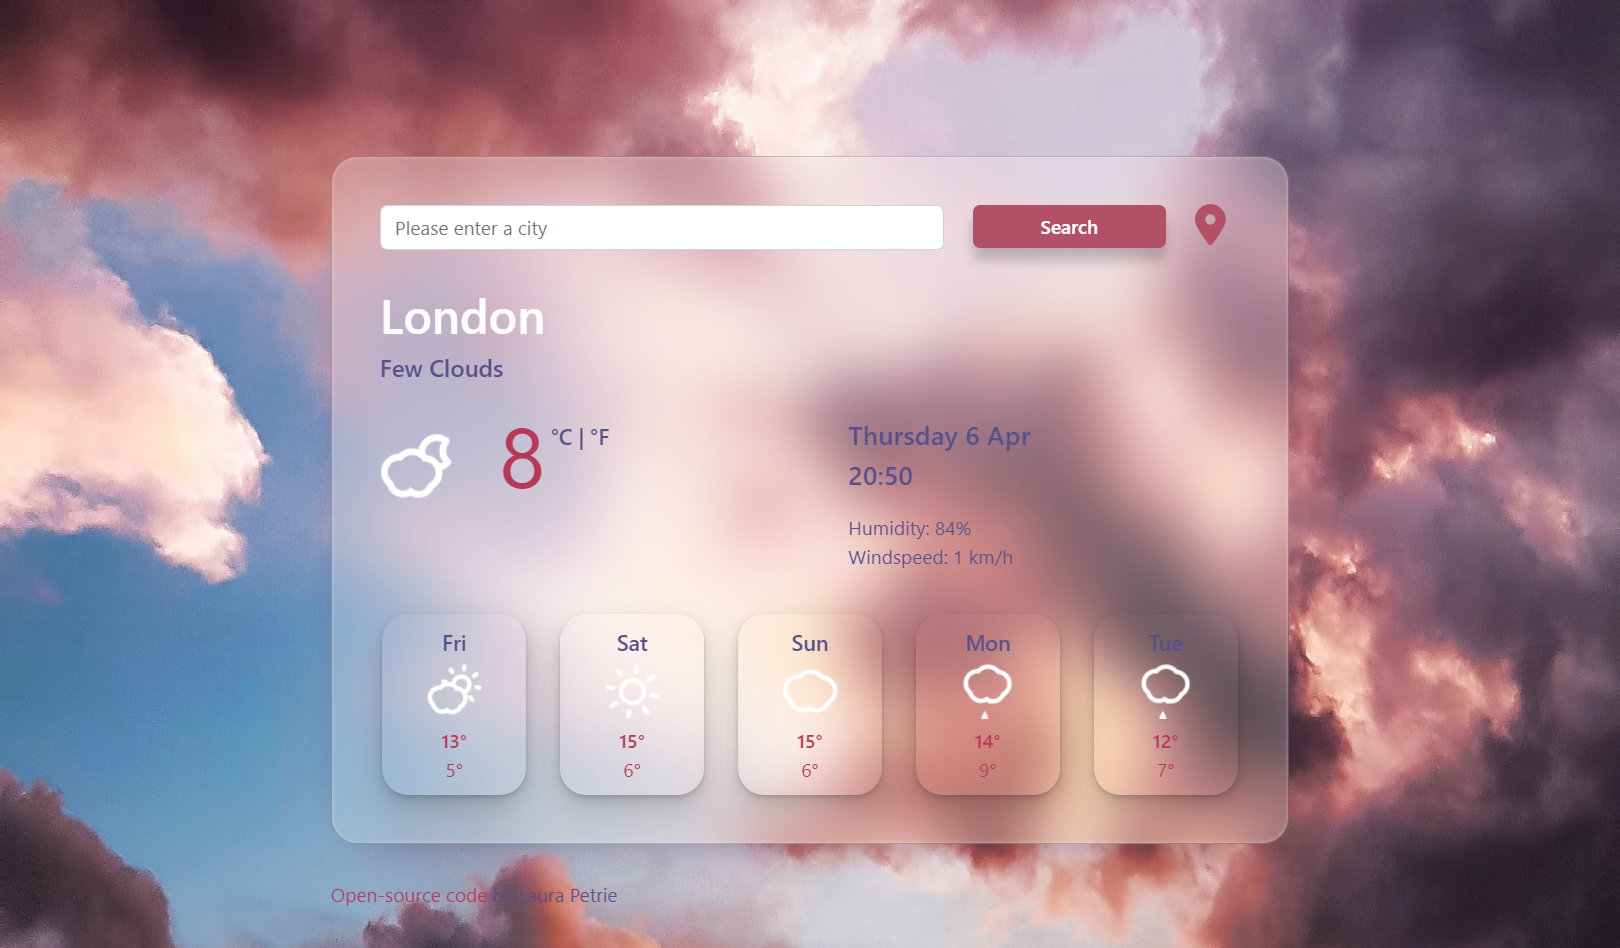 Please enter a city
Search
London
Few Clouds
8 °C | °F
Thursday 6 Apr
20:50
Humidity: 84%
Windspeed: 1 km/h
Fri
Sat
Sun
Mon
Tue
13°
15°
15°
14°
12°
5°
6°
6°
9°
7°
Open-source code by Laura Petrie